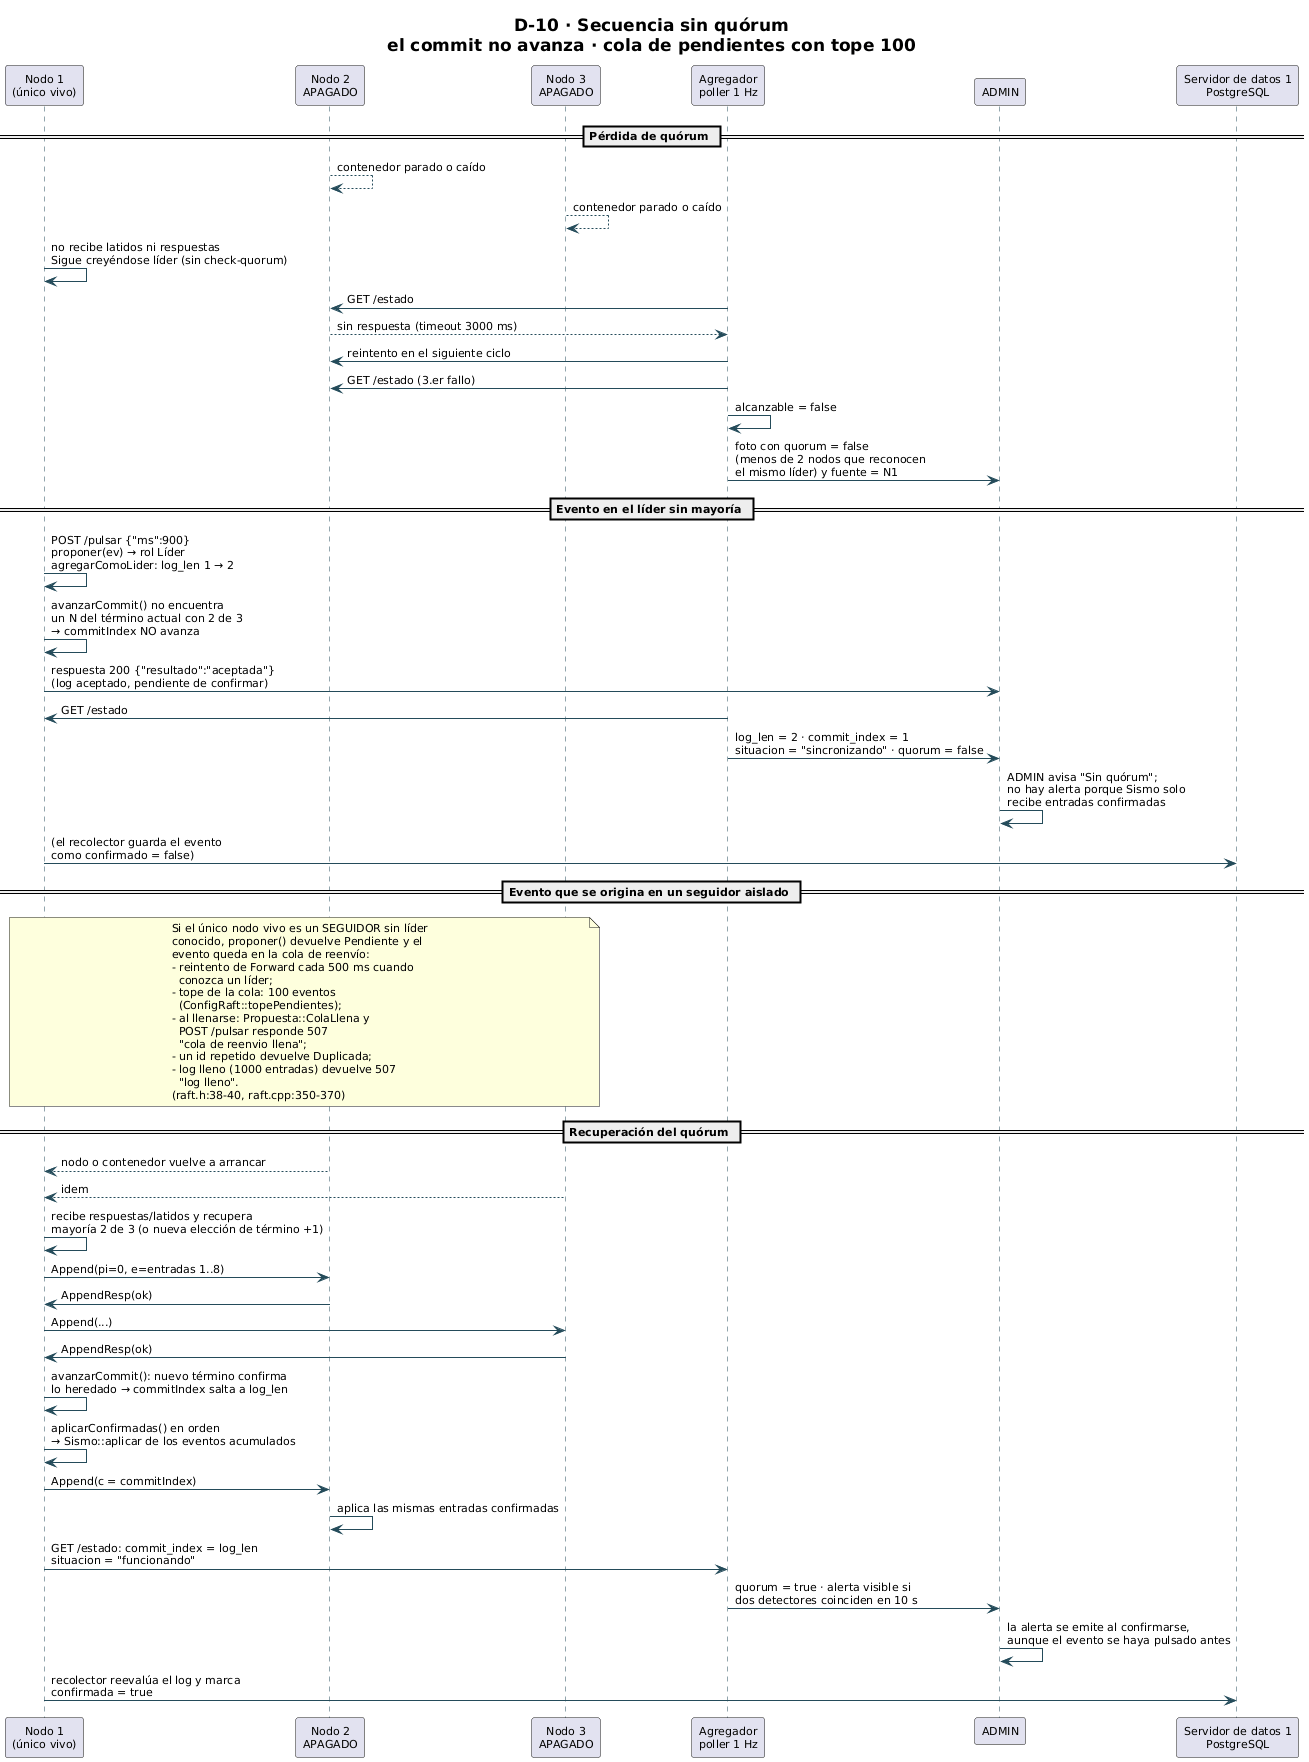 D-10 · Secuencia sin quórum
el commit no avanza · cola de pendientes con tope 100
Nodo 1
(único vivo)
Nodo 2
APAGADO
Nodo 3
APAGADO
Agregador
poller 1 Hz
ADMIN
Servidor de datos 1
PostgreSQL
Pérdida de quórum
contenedor parado o caído
contenedor parado o caído
no recibe latidos ni respuestas
Sigue creyéndose líder (sin check-quorum)
GET /estado
sin respuesta (timeout 3000 ms)
reintento en el siguiente ciclo
GET /estado (3.er fallo)
alcanzable = false
foto con quorum = false
(menos de 2 nodos que reconocen
el mismo líder) y fuente = N1
Evento en el líder sin mayoría
POST /pulsar {"ms":900}
proponer(ev) → rol Líder
agregarComoLider: log_len 1 → 2
avanzarCommit() no encuentra
un N del término actual con 2 de 3
→ commitIndex NO avanza
respuesta 200 {"resultado":"aceptada"}
(log aceptado, pendiente de confirmar)
GET /estado
log_len = 2 · commit_index = 1
situacion = "sincronizando" · quorum = false
ADMIN avisa "Sin quórum";
no hay alerta porque Sismo solo
recibe entradas confirmadas
(el recolector guarda el evento
como confirmado = false)
Evento que se origina en un seguidor aislado
Si el único nodo vivo es un SEGUIDOR sin líder
conocido, proponer() devuelve Pendiente y el
evento queda en la cola de reenvío:
- reintento de Forward cada 500 ms cuando
conozca un líder;
- tope de la cola: 100 eventos
(ConfigRaft::topePendientes);
- al llenarse: Propuesta::ColaLlena y
POST /pulsar responde 507
"cola de reenvio llena";
- un id repetido devuelve Duplicada;
- log lleno (1000 entradas) devuelve 507
"log lleno".
(raft.h:38-40, raft.cpp:350-370)
Recuperación del quórum
nodo o contenedor vuelve a arrancar
idem
recibe respuestas/latidos y recupera
mayoría 2 de 3 (o nueva elección de término +1)
Append(pi=0, e=entradas 1..8)
AppendResp(ok)
Append(...)
AppendResp(ok)
avanzarCommit(): nuevo término confirma
lo heredado → commitIndex salta a log_len
aplicarConfirmadas() en orden
→ Sismo::aplicar de los eventos acumulados
Append(c = commitIndex)
aplica las mismas entradas confirmadas
GET /estado: commit_index = log_len
situacion = "funcionando"
quorum = true · alerta visible si
dos detectores coinciden en 10 s
la alerta se emite al confirmarse,
aunque el evento se haya pulsado antes
recolector reevalúa el log y marca
confirmada = true
Nodo 1
(único vivo)
Nodo 2
APAGADO
Nodo 3
APAGADO
Agregador
poller 1 Hz
ADMIN
Servidor de datos 1
PostgreSQL